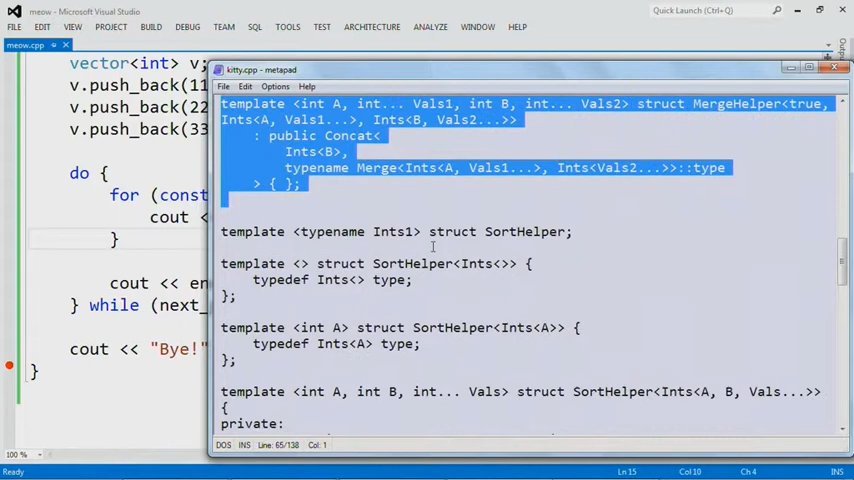 meow - Microsoft Visual Studio
Quick Launch (Ctrl+Q)
FILE EDIT VIEW PROJECT BUILD DEBUG TEAM SQL TOOLS TEST ARCHITECTURE ANALYZE WINDOW HELP
meow.cpp
vector<int> v;
v.push_back(11
v.push_back(22
v.push_back(33
do {
for (const
cout <
}
cout << en
} while (next_
cout << "Bye!"
}
100 %
Ready
Ln 15
Col 10
Ch 4
INS
kitty.cpp - metapad
File Edit Options Help
template <int A, int... Vals1, int B, int... Vals2> struct MergeHelper<true,
Ints<A, Vals1...>, Ints<B, Vals2...>>
: public Concat<
Ints<B>,
typename Merge<Ints<A, Vals1...>, Ints<Vals2...>>::type
> { };
template <typename Ints1> struct SortHelper;
template <> struct SortHelper<Ints<>> {
typedef Ints<> type;
};
template <int A> struct SortHelper<Ints<A>> {
typedef Ints<A> type;
};
template <int A, int B, int... Vals> struct SortHelper<Ints<A, B, Vals...>>
{
private:
DOS INS Line: 65/138 Col: 1